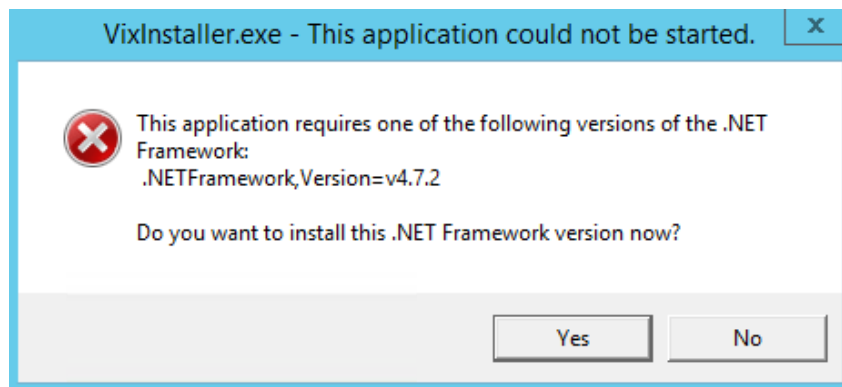 VixInstaller.exe - This application could not be started.
x
This application requires one of the following versions of the .NET
Framework:
.NETFramework,Version=v4.7.2
Do you want to install this .NET Framework version now?
Yes No